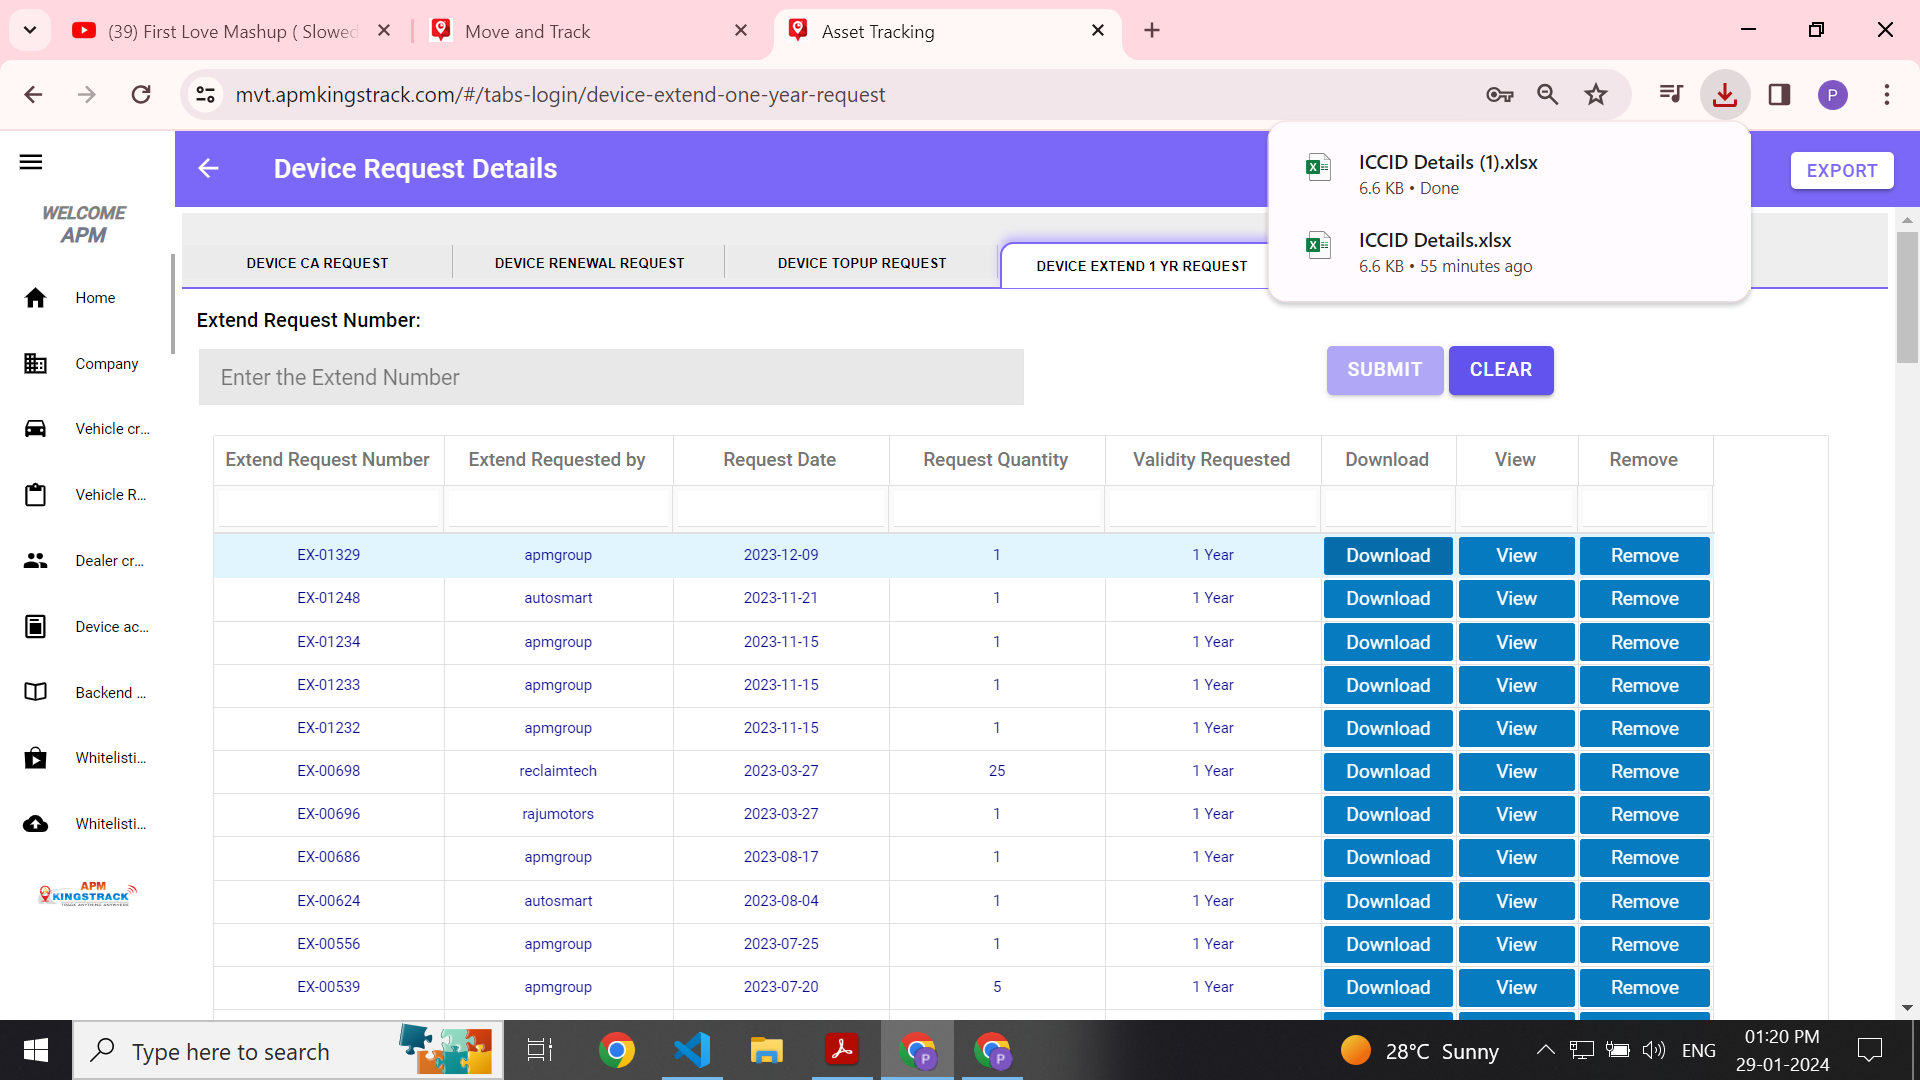 (39) First Love Mashup ( Slowed
Move and Track
Asset Tracking
mvt.apmkingstrack.com/#/tabs-login/device-extend-one-year-request
P
ICCID Details (1).xlsx
6.6 KB • Done
ICCID Details.xlsx
6.6 KB • 55 minutes ago
WELCOME
APM
Home
Company
Vehicle cr...
Vehicle R...
Dealer cr...
Device ac...
Backend ...
Whitelisti...
Whitelisti...
APM
KINGSTRACK
TRACK ANYTHING ANYWHERE
Device Request Details
EXPORT
DEVICE CA REQUEST DEVICE RENEWAL REQUEST DEVICE TOPUP REQUEST DEVICE EXTEND 1 YR REQUEST
Extend Request Number:
Enter the Extend Number
SUBMIT CLEAR
Extend Request Number Extend Requested by Request Date Request Quantity Validity Requested Download View Remove
EX-01329 apmgroup 2023-12-09 1 1 Year Download View Remove
EX-01248 autosmart 2023-11-21 1 1 Year Download View Remove
EX-01234 apmgroup 2023-11-15 1 1 Year Download View Remove
EX-01233 apmgroup 2023-11-15 1 1 Year Download View Remove
EX-01232 apmgroup 2023-11-15 1 1 Year Download View Remove
EX-00698 reclaimtech 2023-03-27 25 1 Year Download View Remove
EX-00696 rajumotors 2023-03-27 1 1 Year Download View Remove
EX-00686 apmgroup 2023-08-17 1 1 Year Download View Remove
EX-00624 autosmart 2023-08-04 1 1 Year Download View Remove
EX-00556 apmgroup 2023-07-25 1 1 Year Download View Remove
EX-00539 apmgroup 2023-07-20 5 1 Year Download View Remove
Type here to search
28°C Sunny
ENG
01:20 PM
29-01-2024